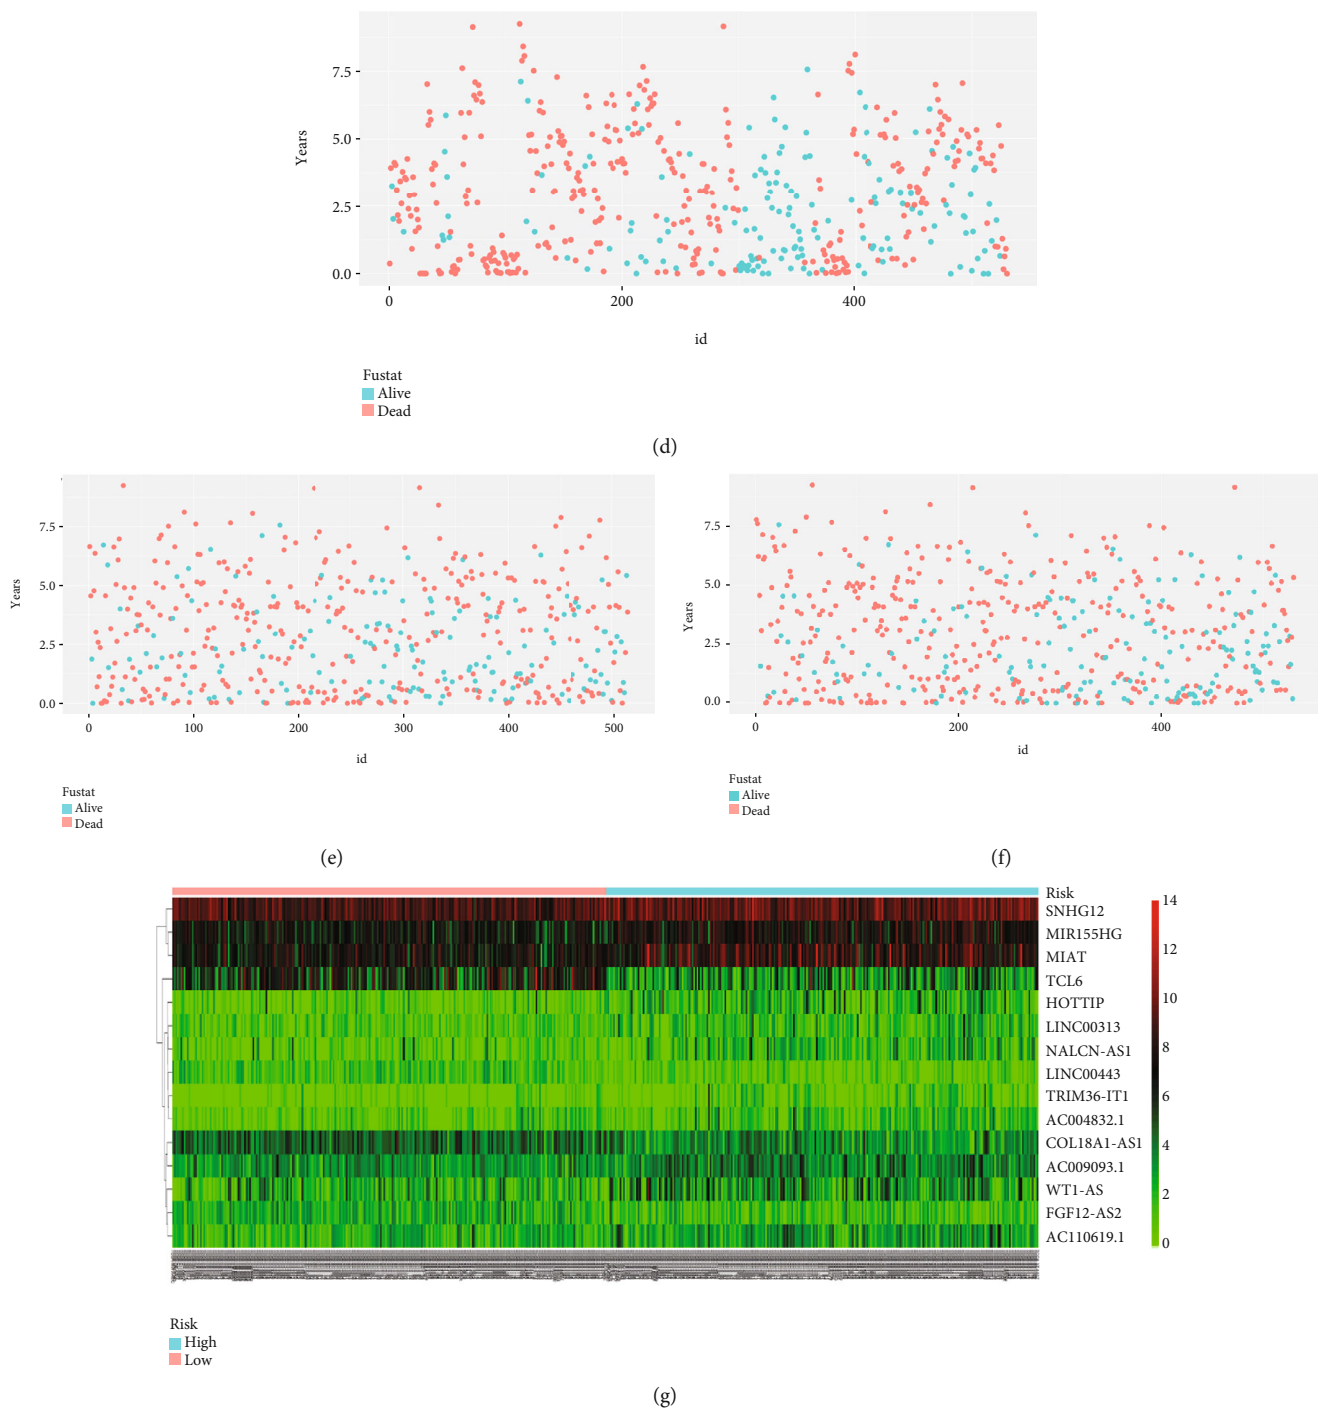 7.5
5.0
2.5
0.0
Years
0
200
400
id
Fustat
Alive
Dead
(d)
7.5
5.0
2.5
0.0
Years
0
100
200
300
400
500
id
Fustat
Alive
Dead
(e)
7.5
5.0
2.5
0.0
Years
0
200
400
id
Fustat
Alive
Dead
(f)
Risk
SNHG12
MIR155HG
MIAT
TCL6
HOTTIP
LINC00313
NALCN-AS1
LINC00443
TRIM36-IT1
AC004832.1
COL18A1-AS1
AC009093.1
WT1-AS
FGF12-AS2
AC110619.1
14
12
10
8
6
4
2
0
Risk
High
Low
(g)